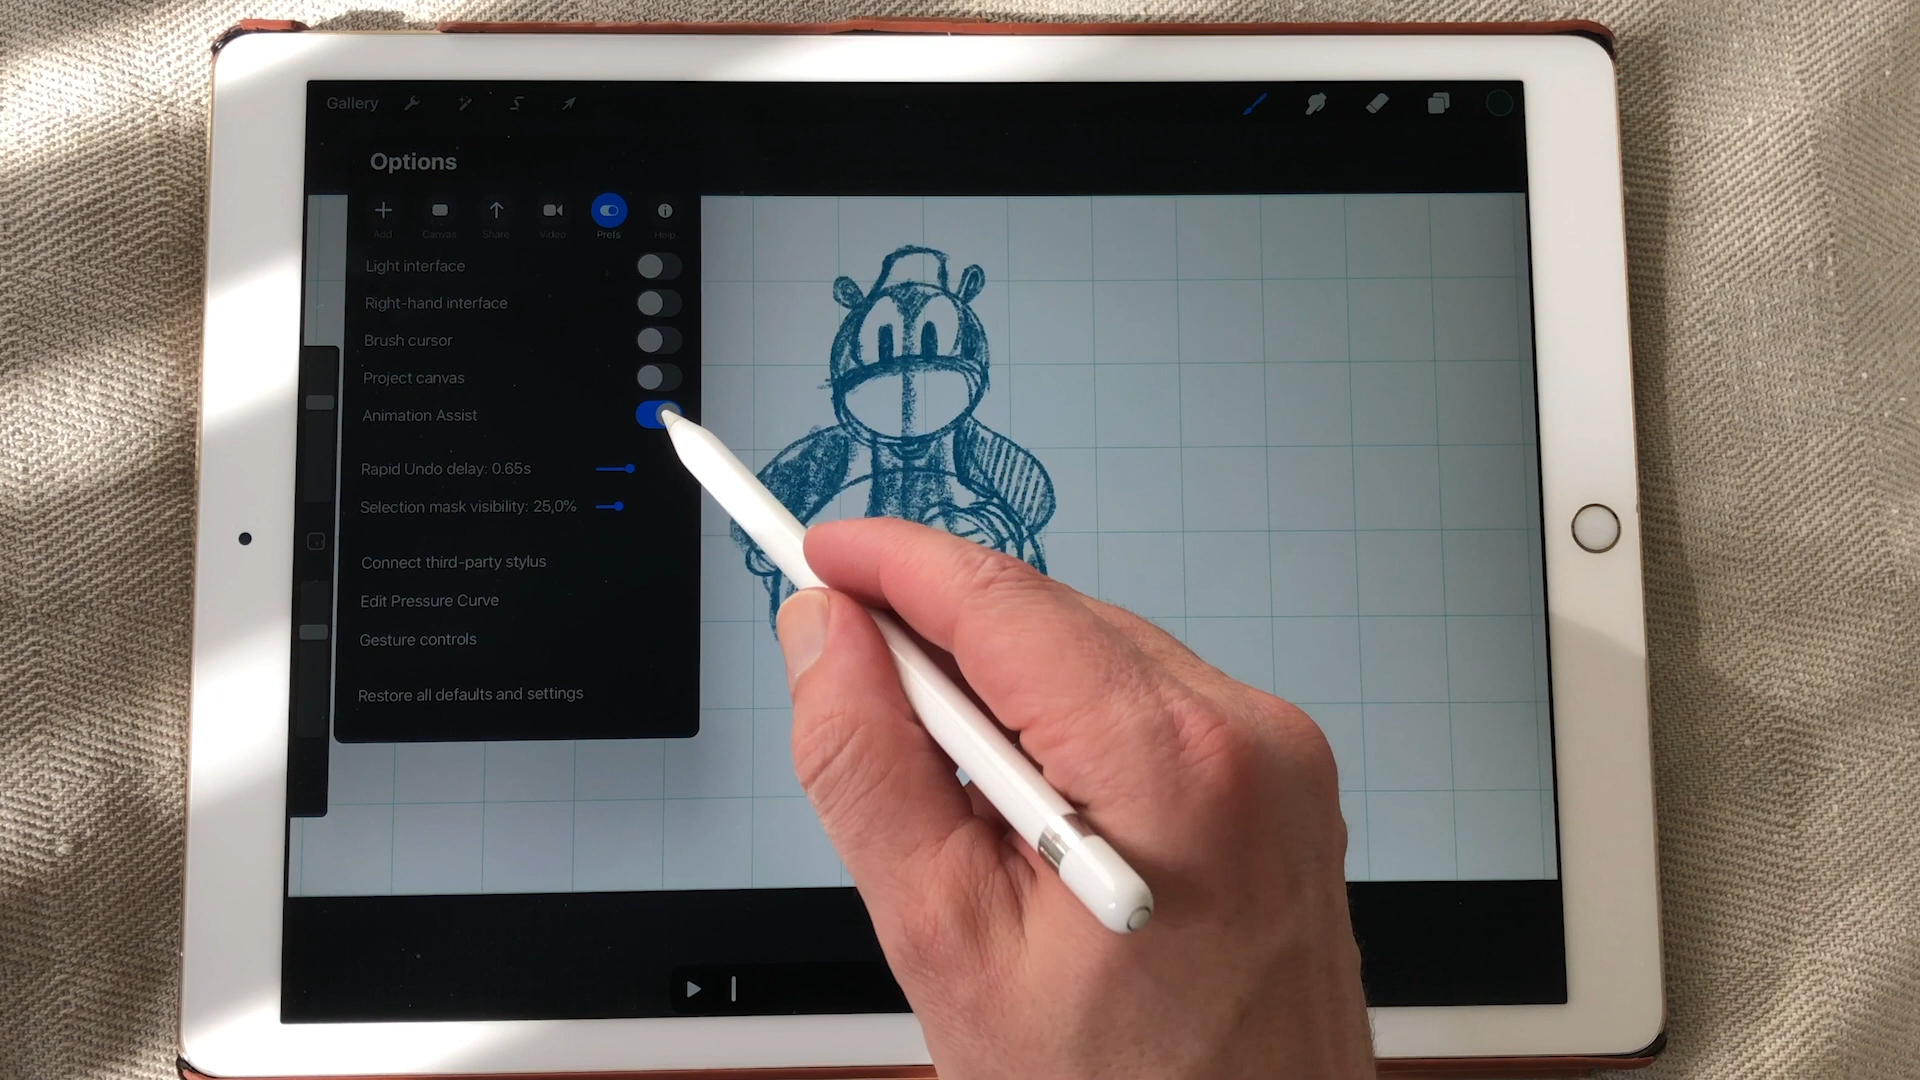 Gallery
Options
Add Canvas Share Video Prefs Help
Light interface
Right-hand interface
Brush cursor
Project canvas
Animation Assist
Rapid Undo delay: 0.65s
Selection mask visibility: 25,0%
Connect third-party stylus
Edit Pressure Curve
Gesture controls
Restore all defaults and settings